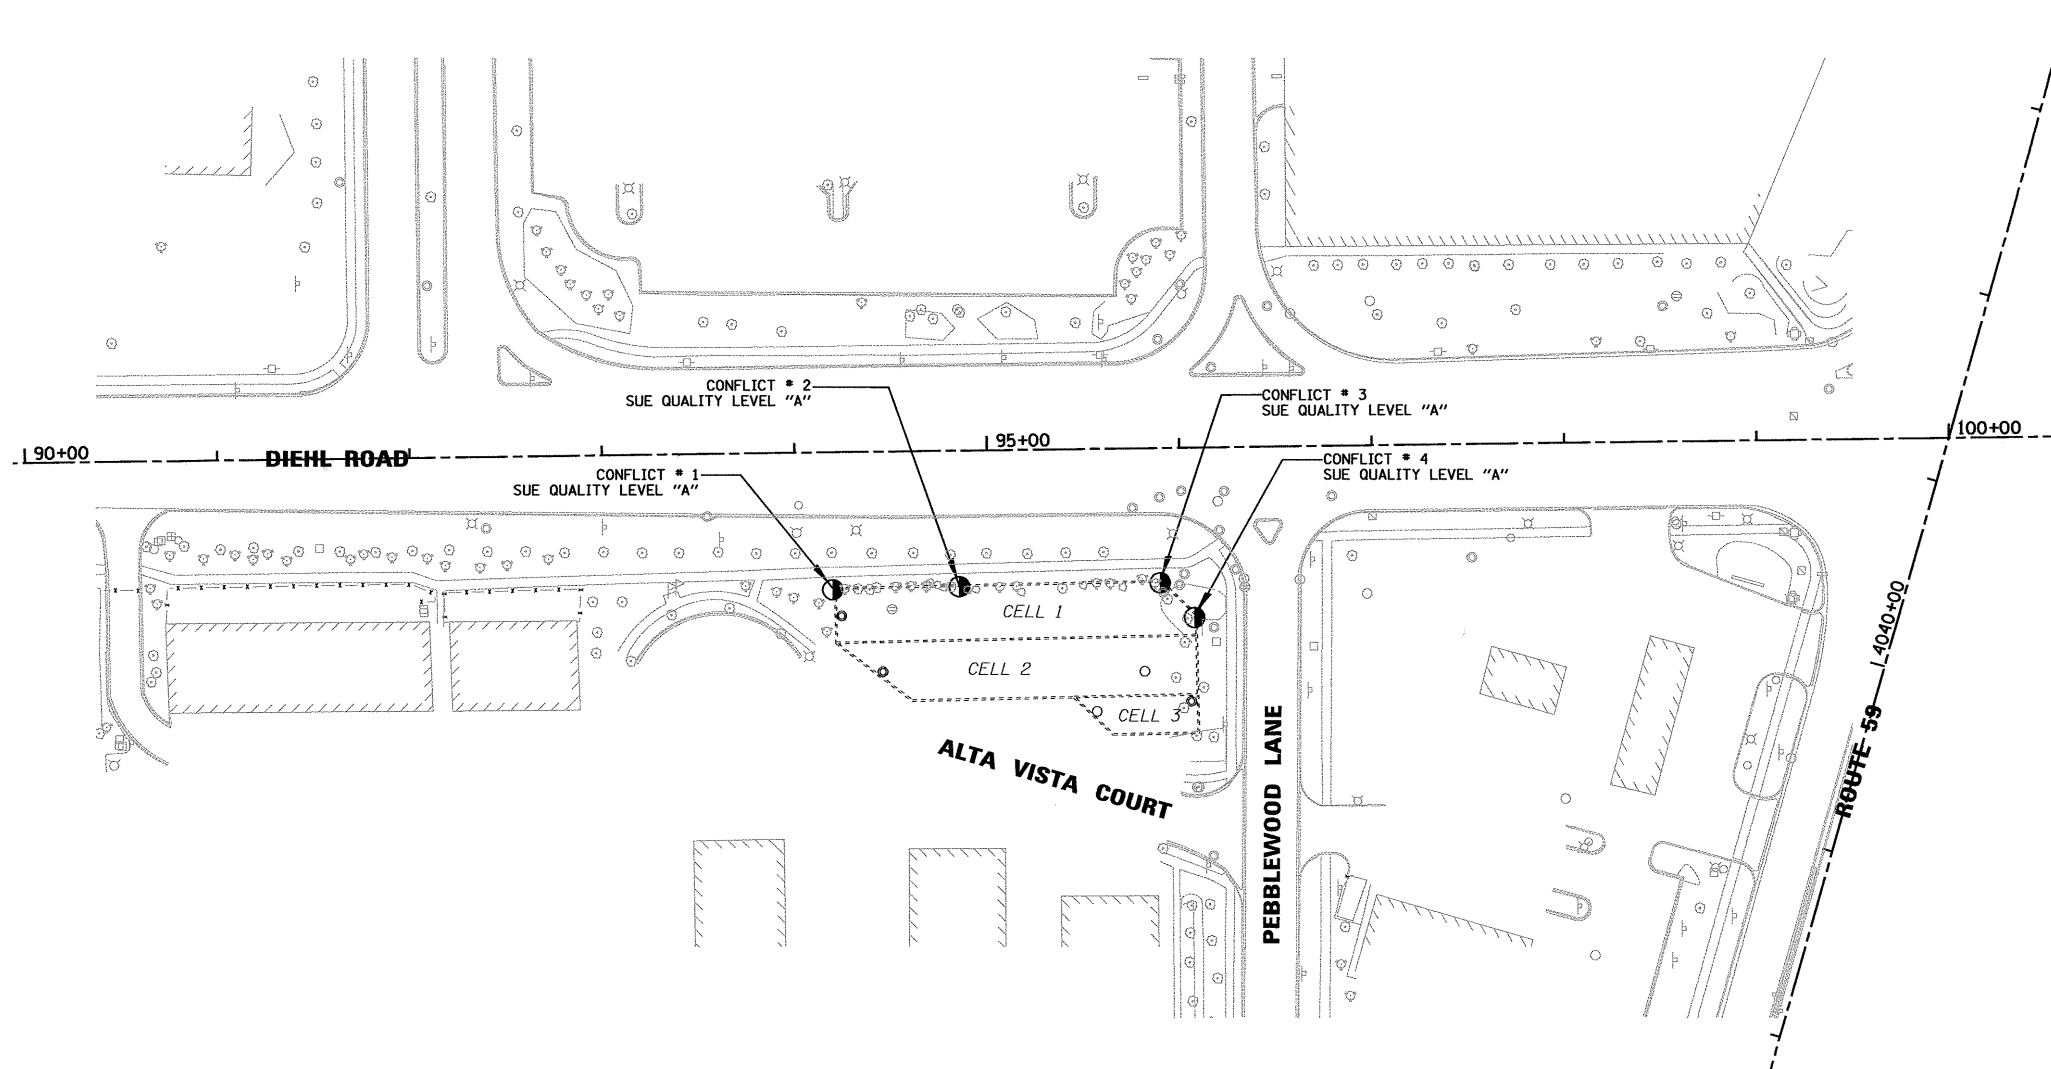 CONFLICT # 2
SUE QUALITY LEVEL "A"
CONFLICT # 3
SUE QUALITY LEVEL "A"
90+00
DIEHL ROAD
95+00
100+00
CONFLICT # 1
SUE QUALITY LEVEL "A"
CONFLICT # 4
SUE QUALITY LEVEL "A"
CELL 1
CELL 2
CELL 3
ALTA VISTA COURT
PEBBLEWOOD LANE
4040+00
ROUTE 59